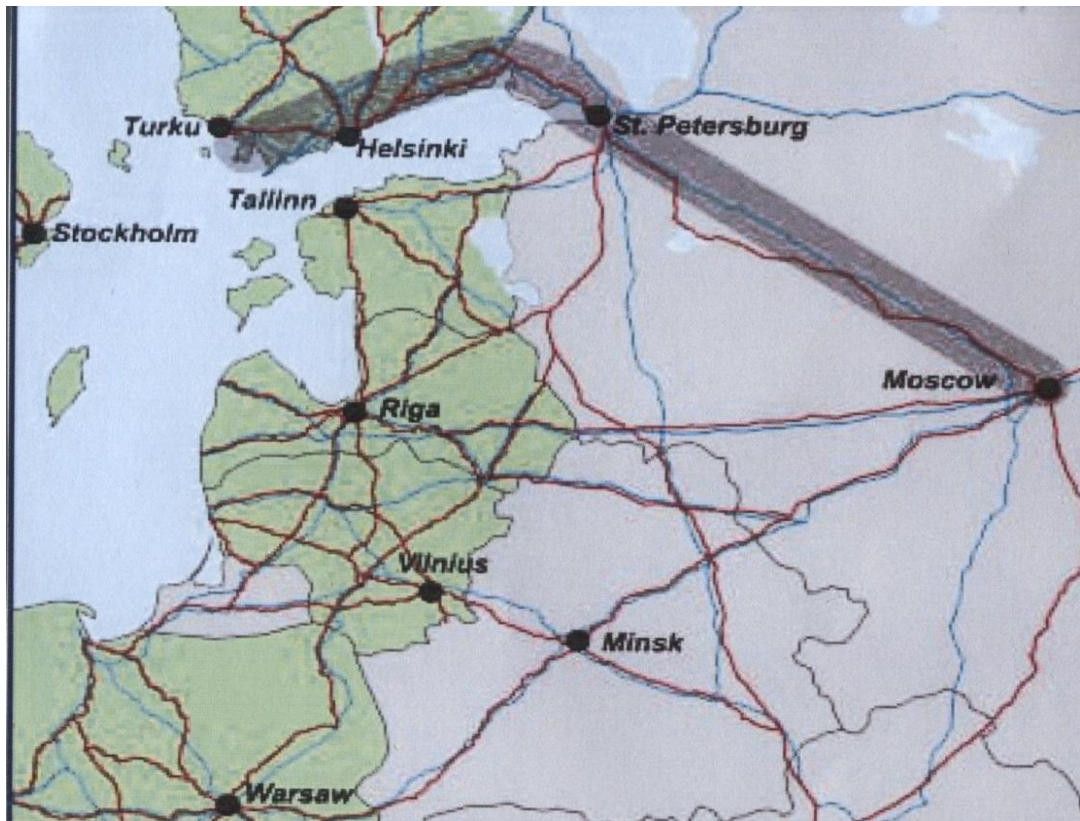 Turku
Helsinki
St. Petersburg
Tallinn
Stockholm
Moscow
Riga
Vilnius
Minsk
Warsaw